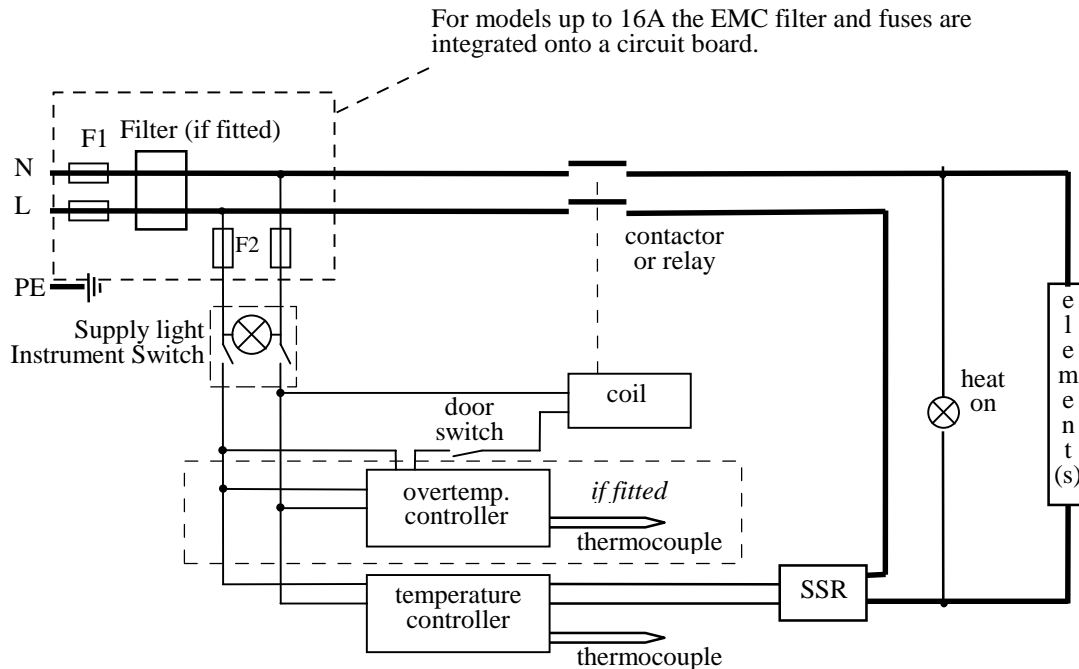 For models up to 16A the EMC filter and fuses are
integrated onto a circuit board.
Filter (if fitted)
F1
N
L
F2
contactor
or relay
PE
Supply light
Instrument Switch
coil
door
switch
heat
on
element(s)
overtemp.
controller
if fitted
thermocouple
temperature
controller
SSR
thermocouple